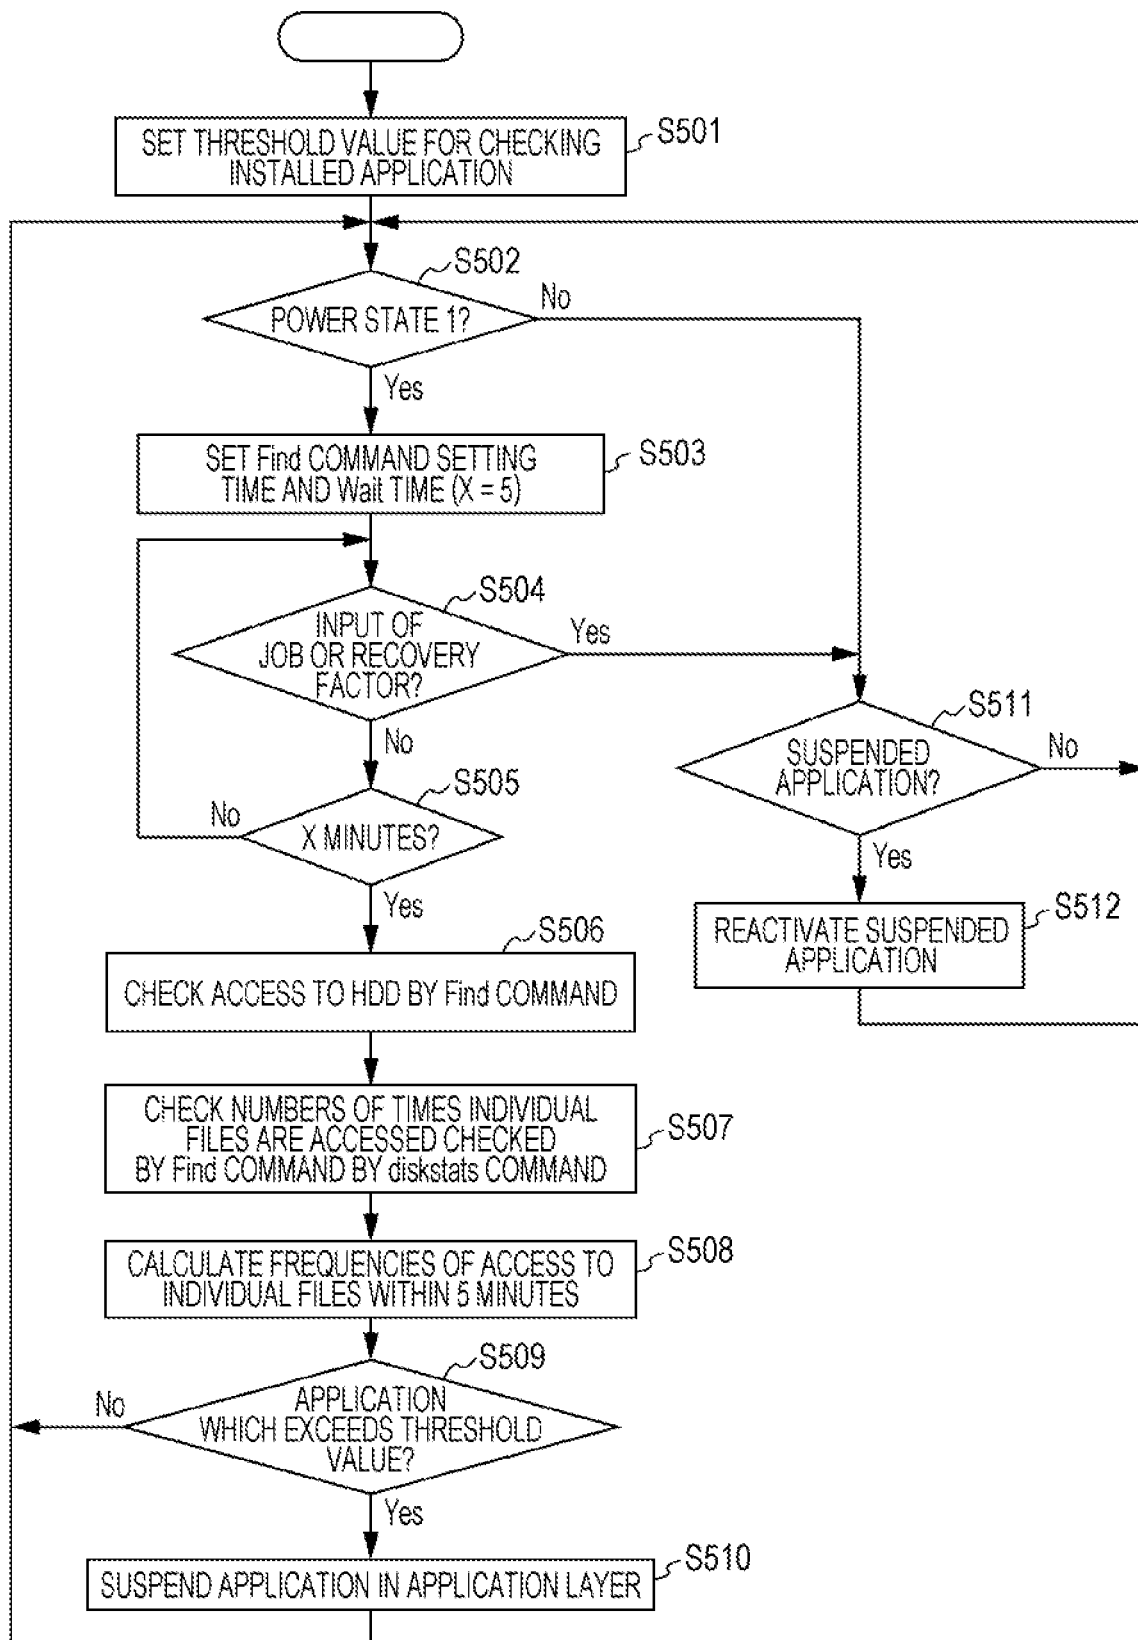 SET THRESHOLD VALUE FOR CHECKING
INSTALLED APPLICATION
S501
S502
POWER STATE 1?
No
Yes
SET Find COMMAND SETTING
TIME AND Wait TIME (X = 5)
S503
S504
INPUT OF
JOB OR RECOVERY
FACTOR?
Yes
No
S505
X MINUTES?
No
Yes
S511
SUSPENDED
APPLICATION?
No
Yes
S512
REACTIVATE SUSPENDED
APPLICATION
S506
CHECK ACCESS TO HDD BY Find COMMAND
CHECK NUMBERS OF TIMES INDIVIDUAL
FILES ARE ACCESSED CHECKED
BY Find COMMAND BY diskstats COMMAND
S507
CALCULATE FREQUENCIES OF ACCESS TO
INDIVIDUAL FILES WITHIN 5 MINUTES
S508
S509
APPLICATION
WHICH EXCEEDS THRESHOLD
VALUE?
No
Yes
S510
SUSPEND APPLICATION IN APPLICATION LAYER